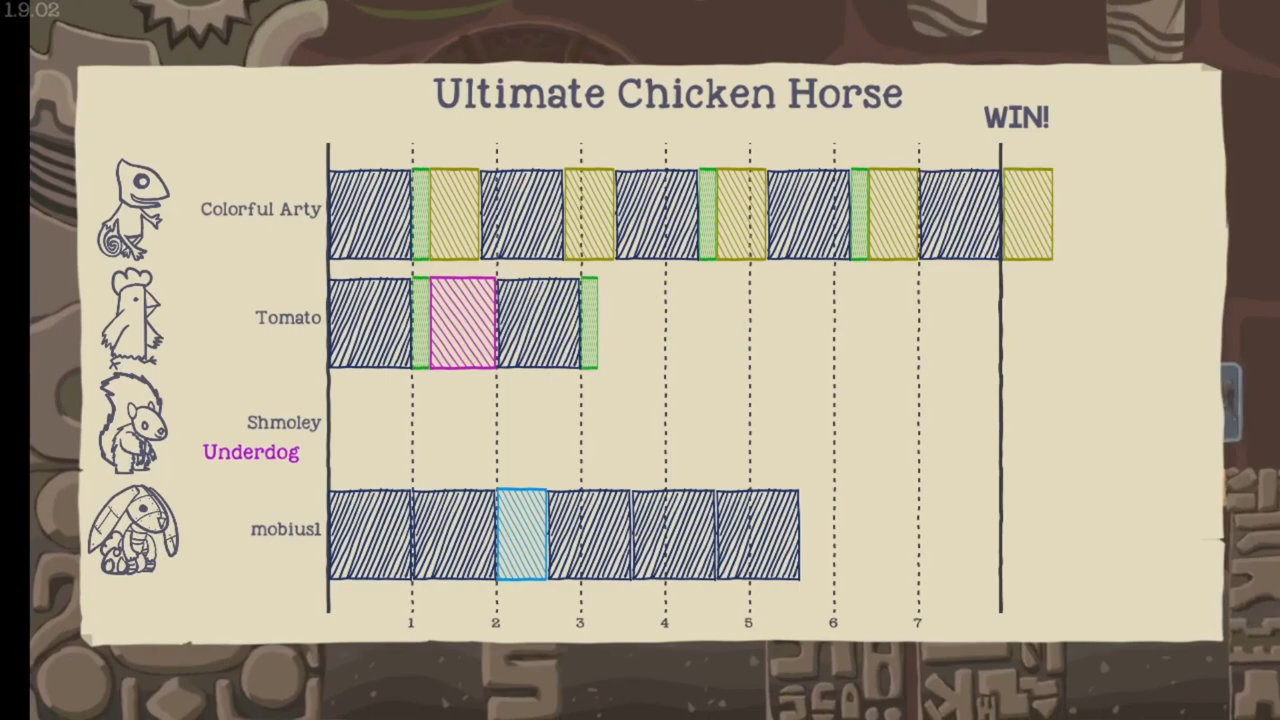 1.9.02
Ultimate Chicken Horse
WIN!
Colorful Arty
Tomato
Shmoley
Underdog
mobius1
1 2 3 4 5 6 7